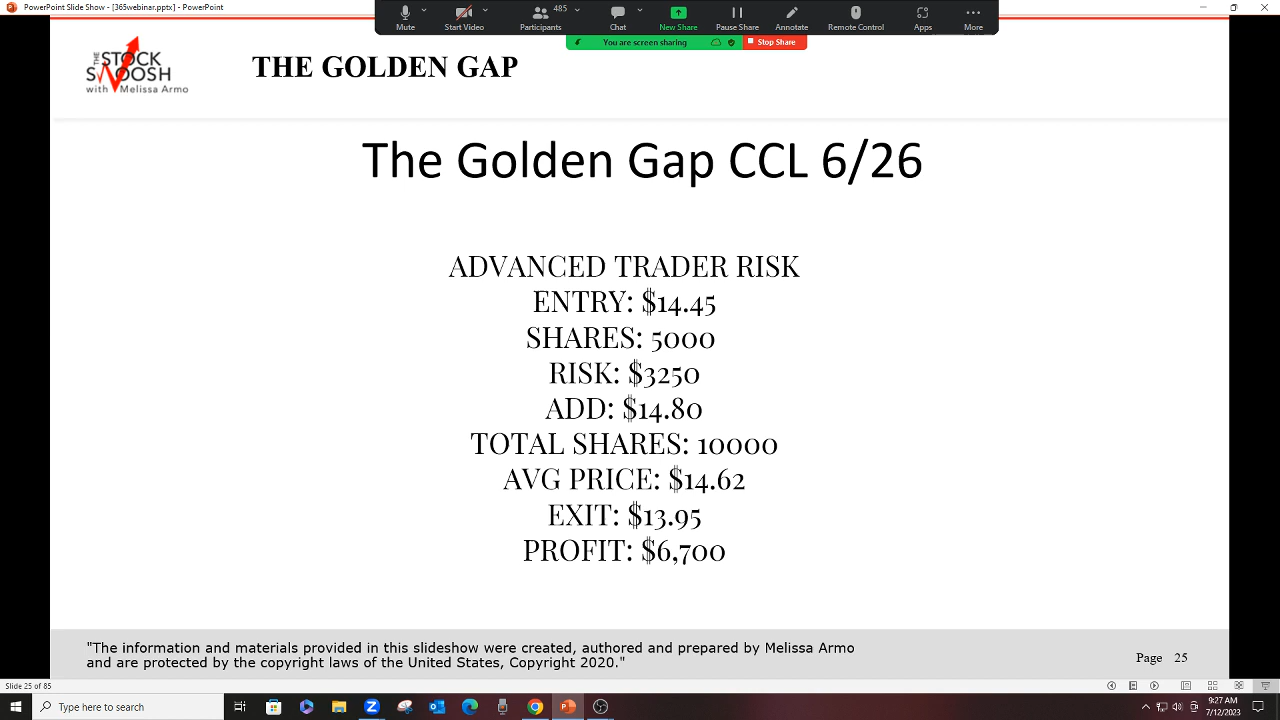 PowerPoint Slide Show - [365webinar.pptx] - PowerPoint
485
Mute
Start Video
Participants
Chat
New Share
Pause Share
Annotate
Remote Control
Apps
More
You are screen sharing
Stop Share
THE
STOCK
SWOOSH
with Melissa Armo
THE GOLDEN GAP
The Golden Gap CCL 6/26
ADVANCED TRADER RISK
ENTRY: $14.45
SHARES: 5000
RISK: $3250
ADD: $14.80
TOTAL SHARES: 10000
AVG PRICE: $14.62
EXIT: $13.95
PROFIT: $6,700
"The information and materials provided in this slideshow were created, authored and prepared by Melissa Armo
and are protected by the copyright laws of the United States, Copyright 2020."
Page 25
Slide 25 of 85
Type here to search
9:27 AM
7/12/2023